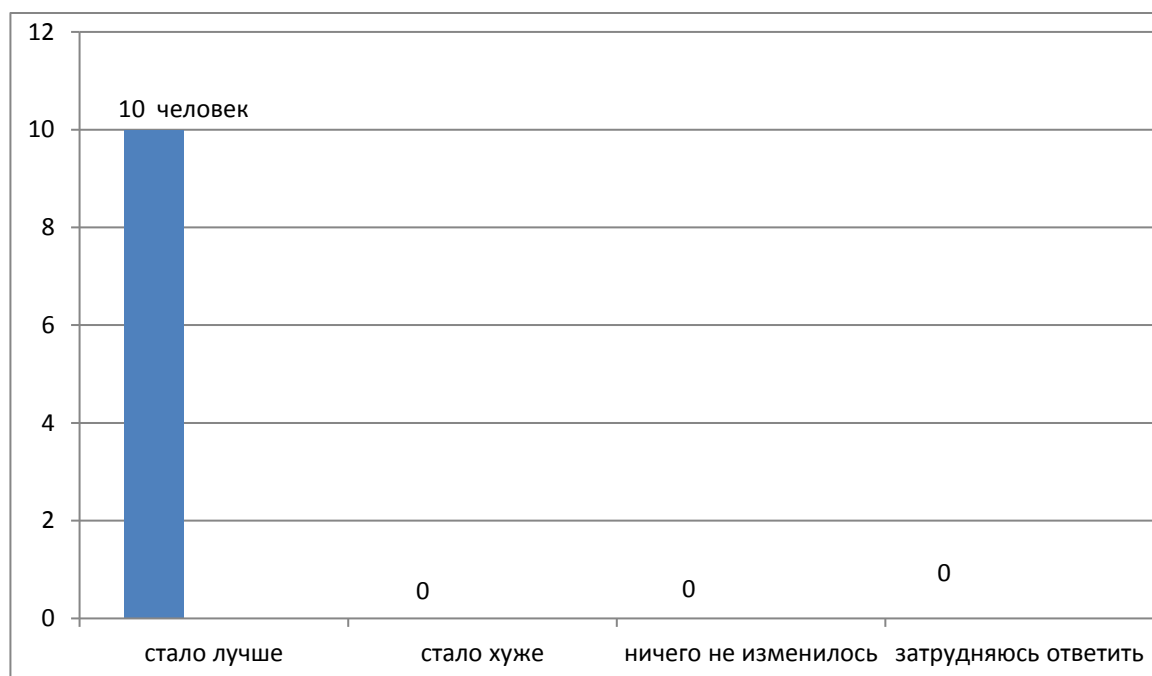 12
10 человек
10
8
6
4
2
0 0 0
0
стало лучше стало хуже ничего не изменилось затрудняюсь ответить